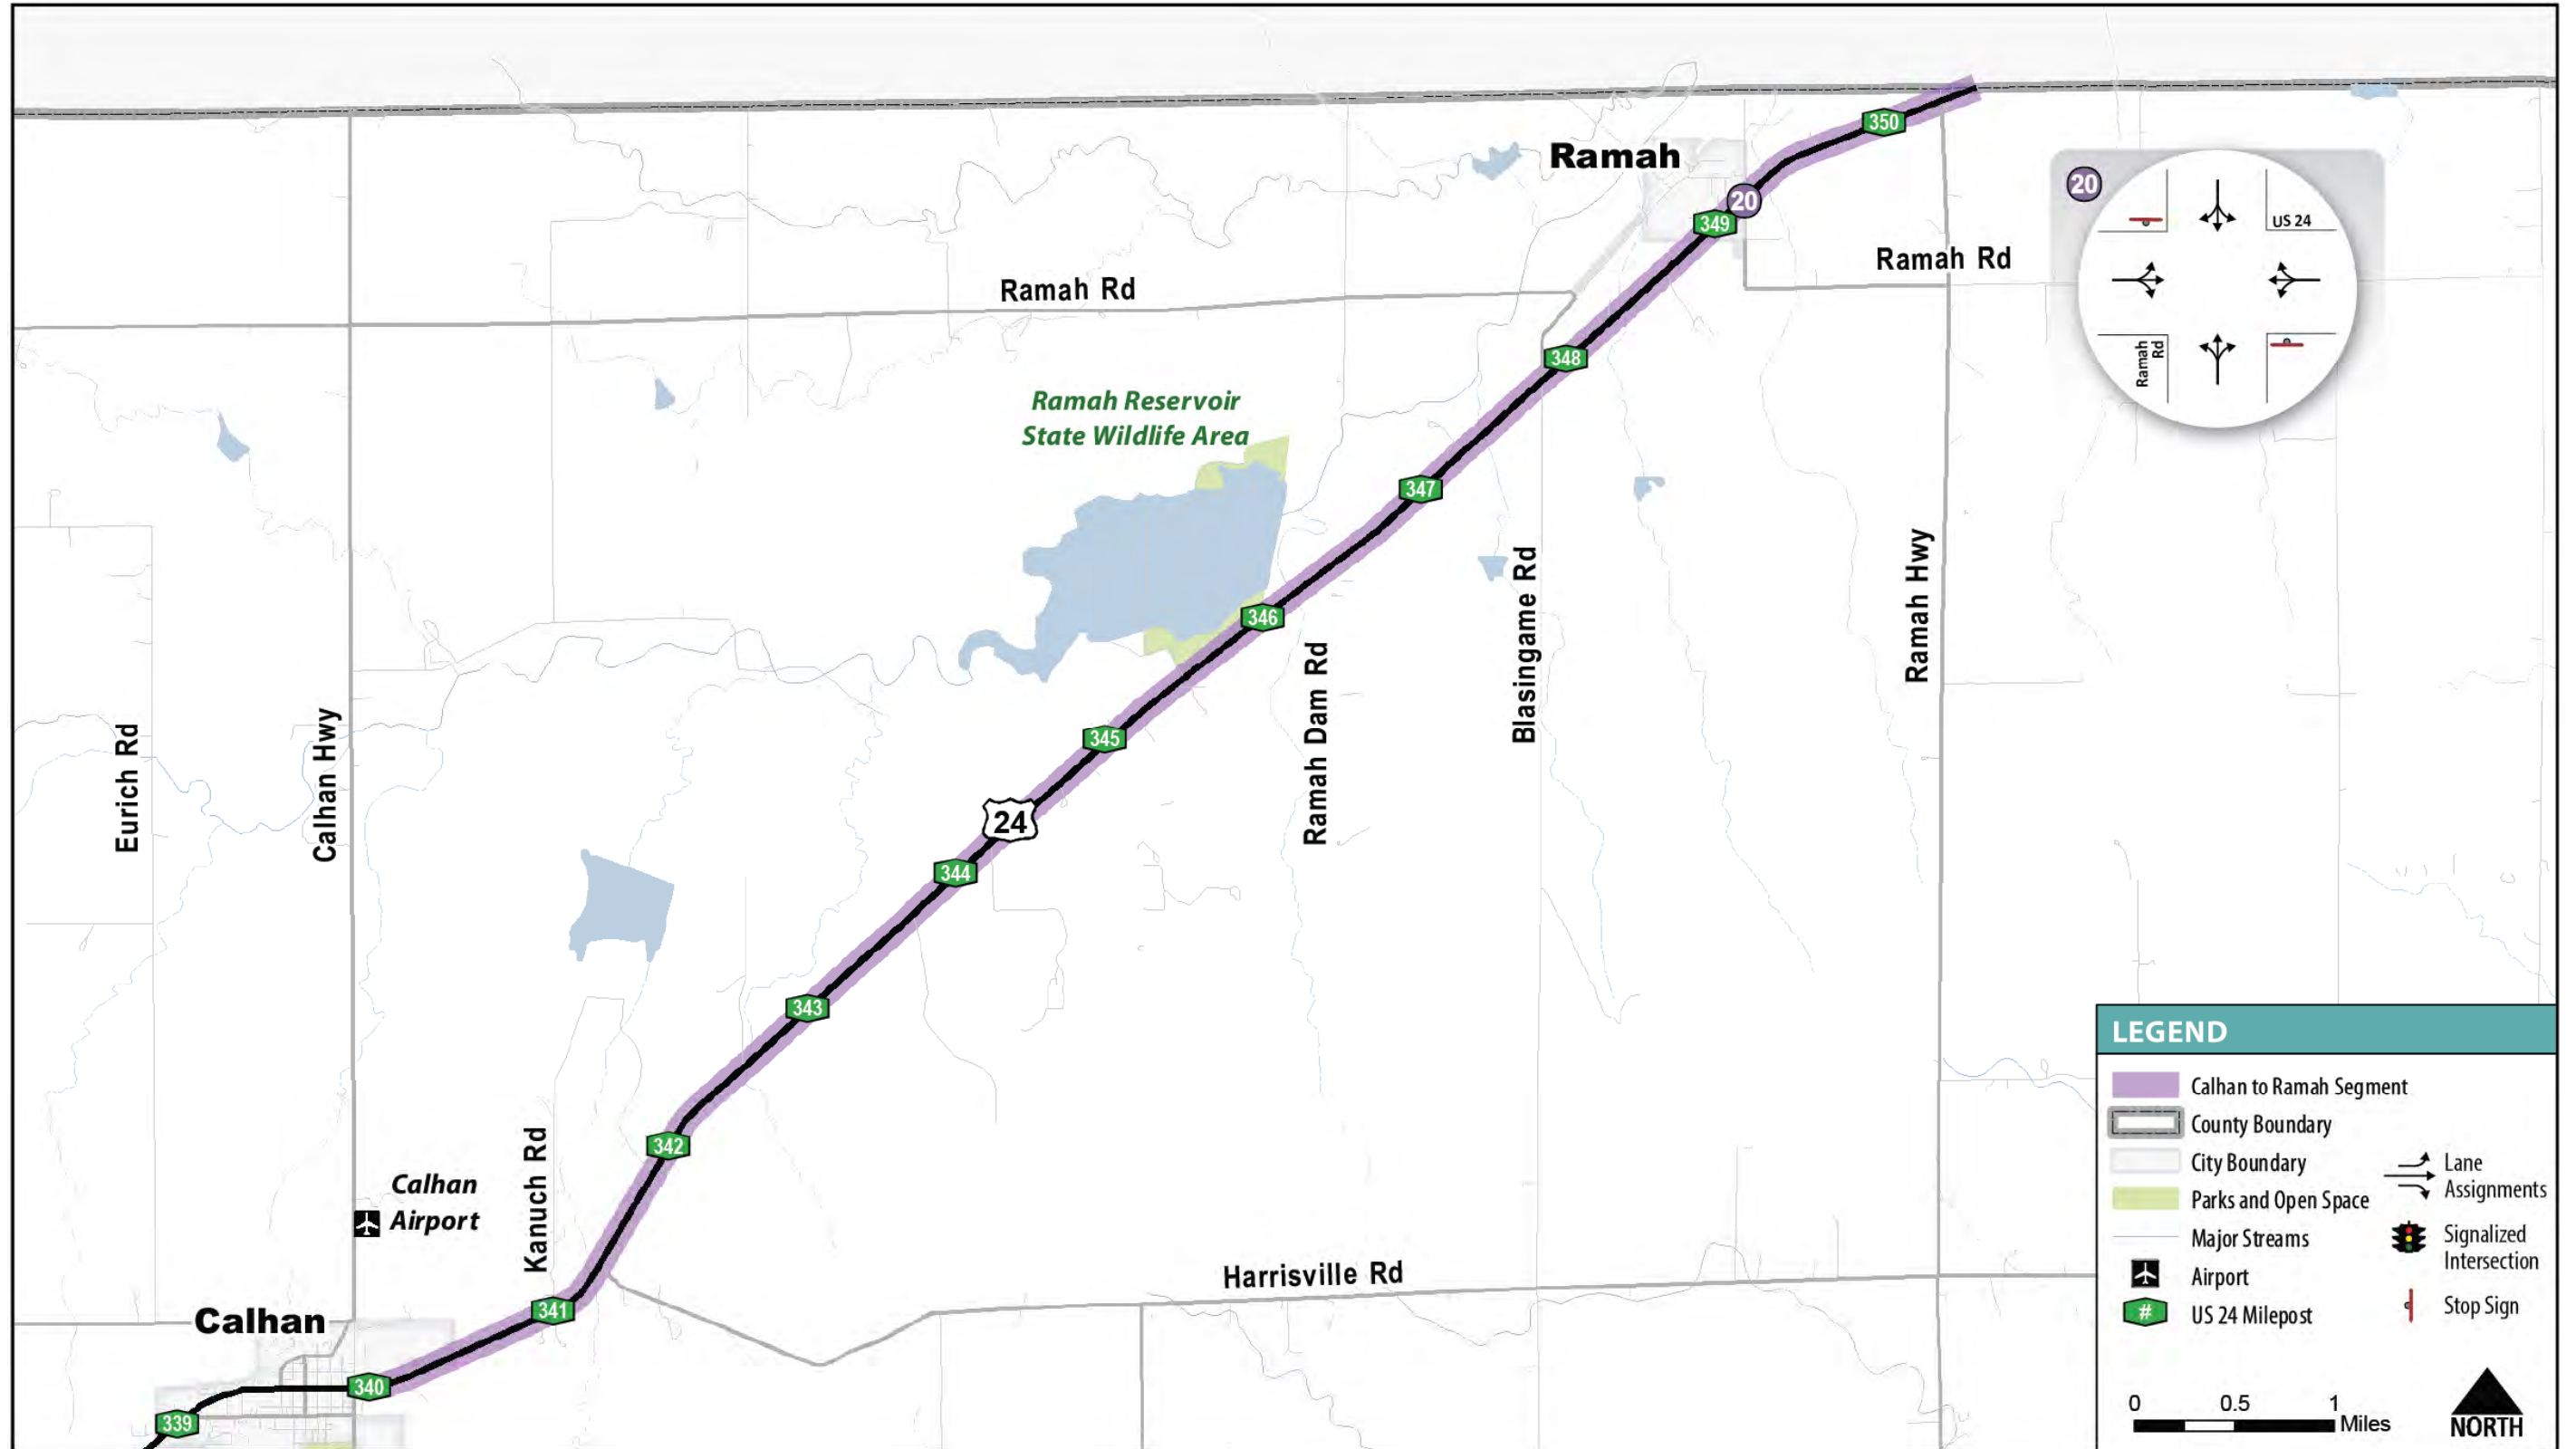 350
Ramah
20
20
US 24
349
Ramah Rd
Ramah Rd
Ramah
Rd
348
Ramah Reservoir
State Wildlife Area
347
Blasingame Rd
Ramah Hwy
346
Ramah Dam Rd
Eurich Rd
Calhan Hwy
345
24
344
343
342
Kanuch Rd
Calhan
Airport
Harrisville Rd
341
Calhan
340
339
LEGEND
Calhan to Ramah Segment
County Boundary
City Boundary
Parks and Open Space
Major Streams
Airport
# US 24 Milepost
Lane
Assignments
Signalized
Intersection
Stop Sign
0 0.5 1
Miles
NORTH